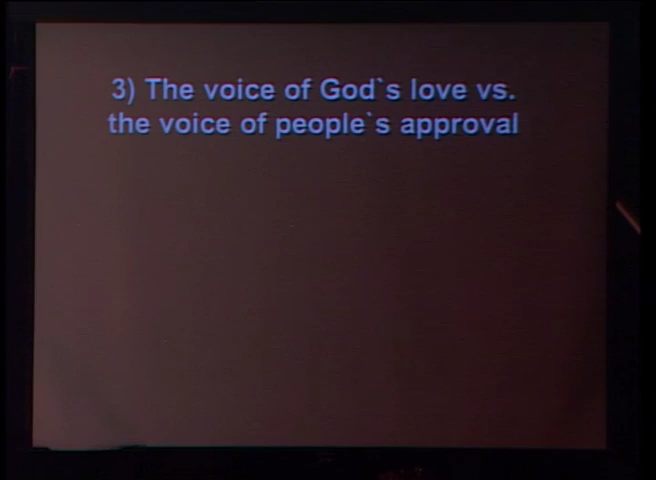 3) The voice of God`s love vs.
the voice of people`s approval